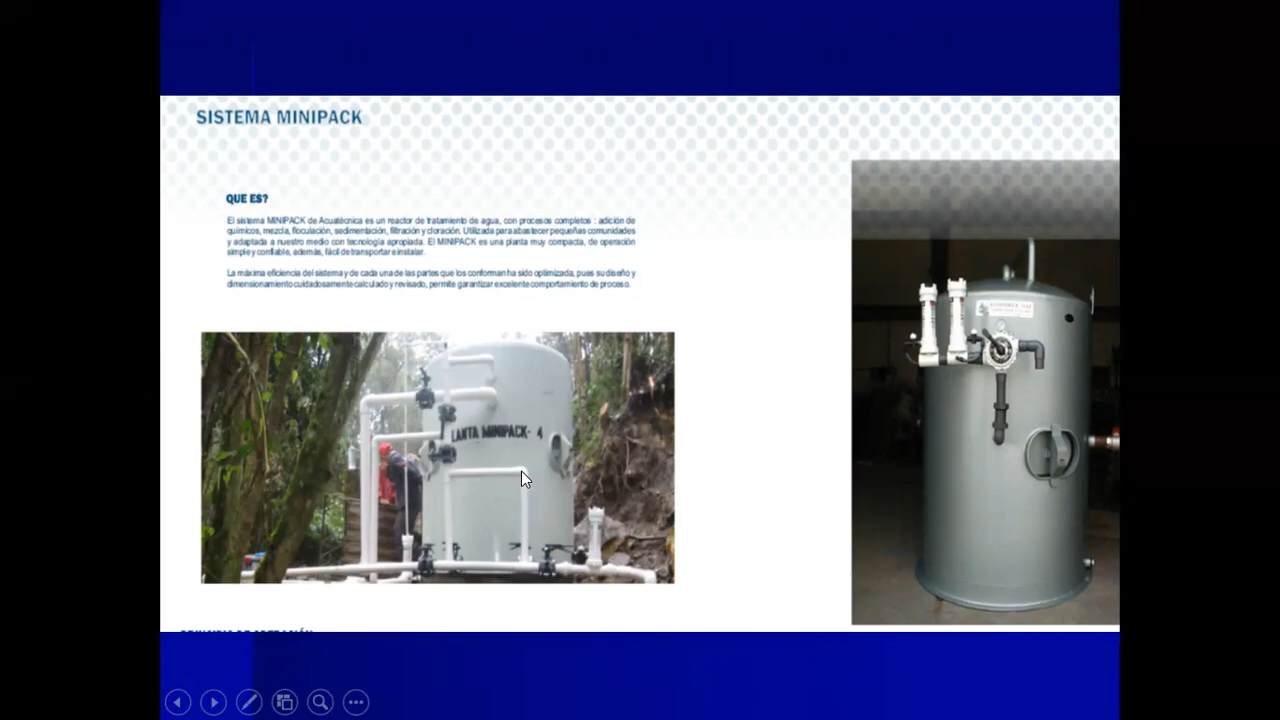 SISTEMA MINIPACK
QUE ES?
El sistema MINIPACK de Acuatécnica es un reactor de tratamiento de agua, con procesos completos : adición de
químicos, mezcla, floculación, sedimentación, filtración y cloración. Utilizada para abastecer pequeñas comunidades
y adaptada a nuestro medio con tecnología apropiada. El MINIPACK es una planta muy compacta, de operación
simple y confiable, además, fácil de transportar e instalar.
La máxima eficiencia del sistema y de cada una de las partes que los conforman ha sido optimizada, pues su diseño y
dimensionamiento cuidadosamente calculado y revisado, permite garantizar excelente comportamiento de proceso.
LANTA MINIPACK- 4